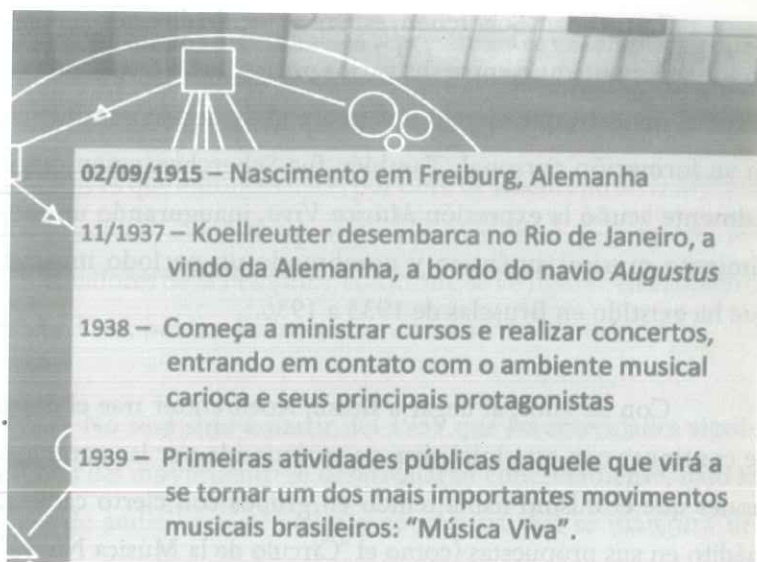 02/09/1915 – Nascimento em Freiburg, Alemanha
11/1937 – Koellreutter desembarca no Rio de Janeiro, a
vindo da Alemanha, a bordo do navio Augustus
1938 – Começa a ministrar cursos e realizar concertos,
entrando em contato com o ambiente musical
carioca e seus principais protagonistas
1939 – Primeiras atividades públicas daquele que virá a
se tornar um dos mais importantes movimentos
musicais brasileiros: “Música Viva”.